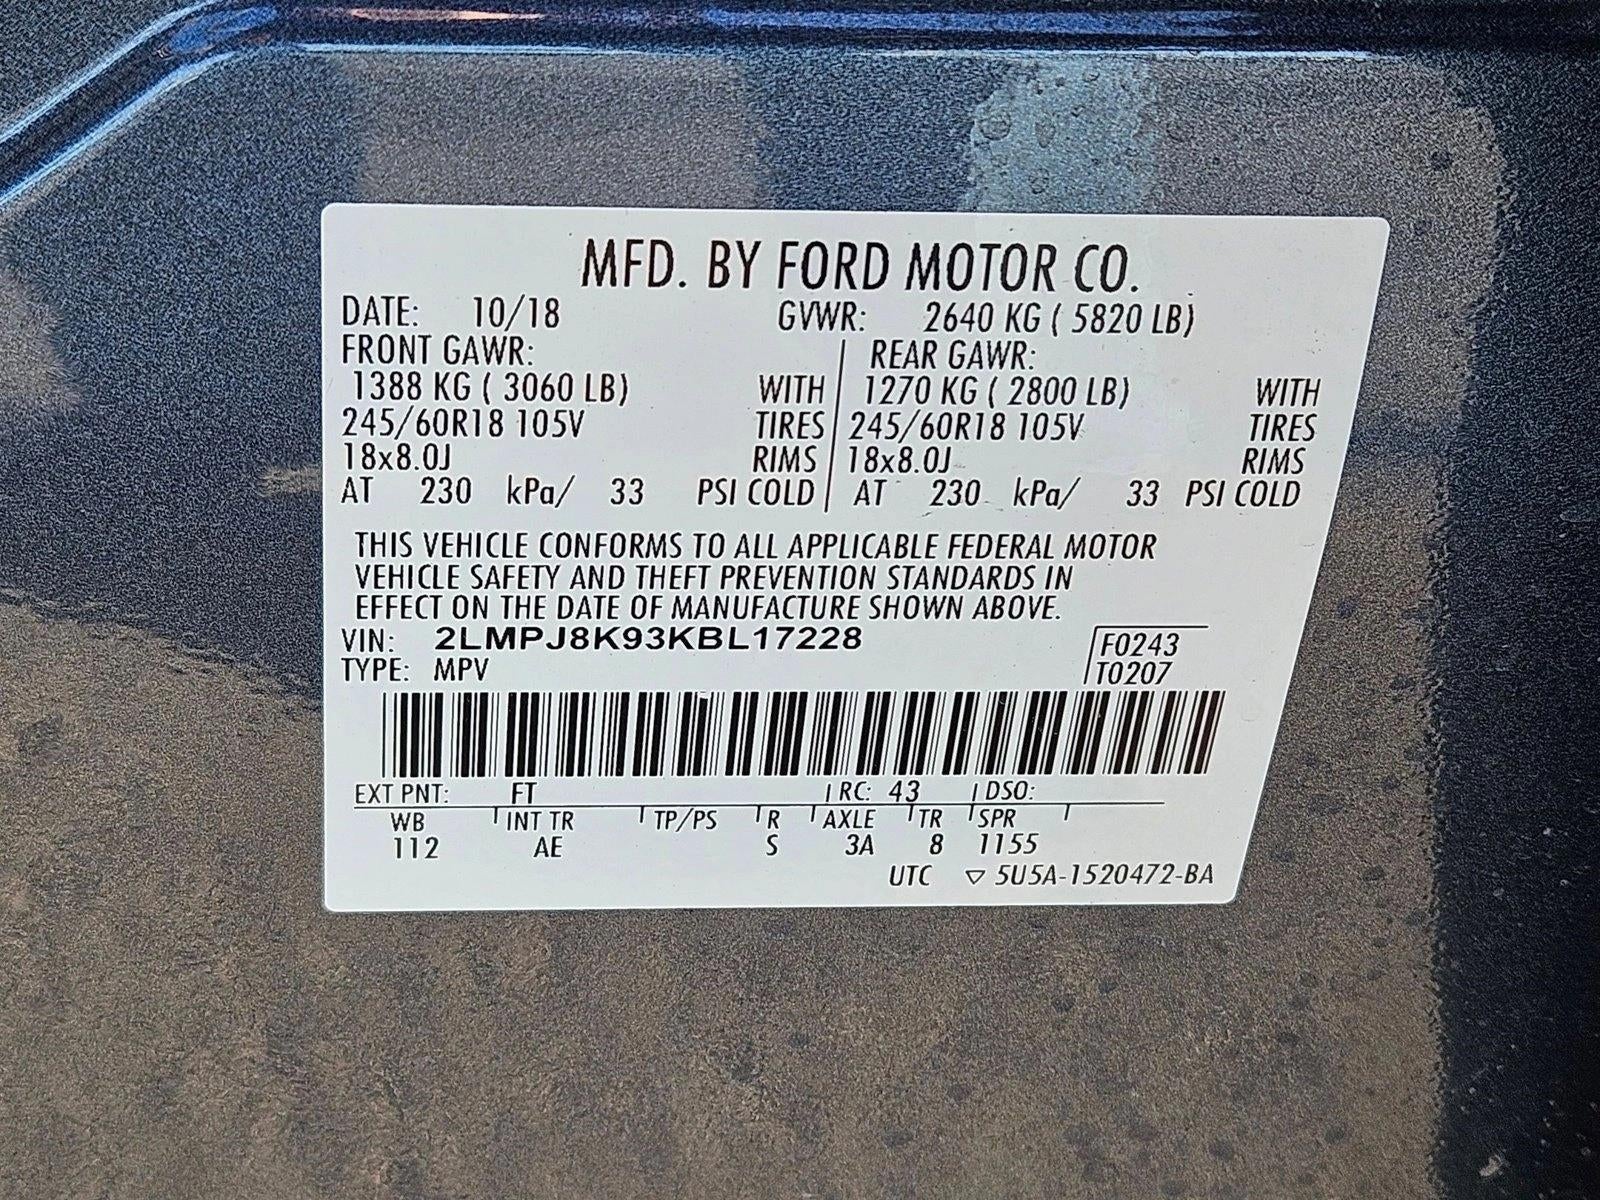 MFD. BY FORD MOTOR CO.
DATE: 10/18 GVWR: 2640 KG ( 5820 LB)
FRONT GAWR: REAR GAWR:
1388 KG ( 3060 LB) WITH 1270 KG ( 2800 LB) WITH
245/60R18 105V TIRES 245/60R18 105V TIRES
18x8.0J RIMS 18x8.0J RIMS
AT 230 kPa/ 33 PSI COLD AT 230 kPa/ 33 PSI COLD
THIS VEHICLE CONFORMS TO ALL APPLICABLE FEDERAL MOTOR
VEHICLE SAFETY AND THEFT PREVENTION STANDARDS IN
EFFECT ON THE DATE OF MANUFACTURE SHOWN ABOVE.
VIN: 2LMPJ8K93KBL17228 F0243
TYPE: MPV T0207
EXT PNT: FT RC: 43 DSO:
WB INT TR TP/PS R AXLE TR SPR
112 AE S 3A 8 1155
UTC ▽ 5U5A-1520472-BA